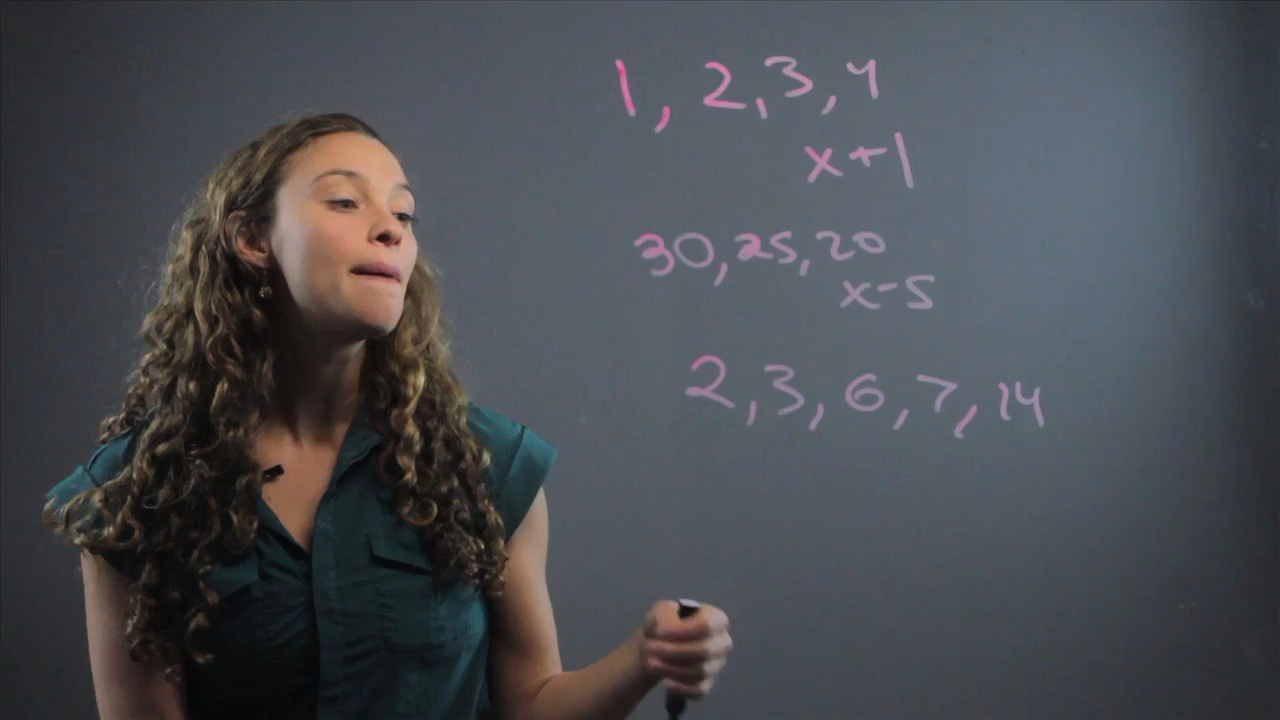 1, 2, 3, 4
x+1
30, 25, 20
x-5
2, 3, 6, 7, 14